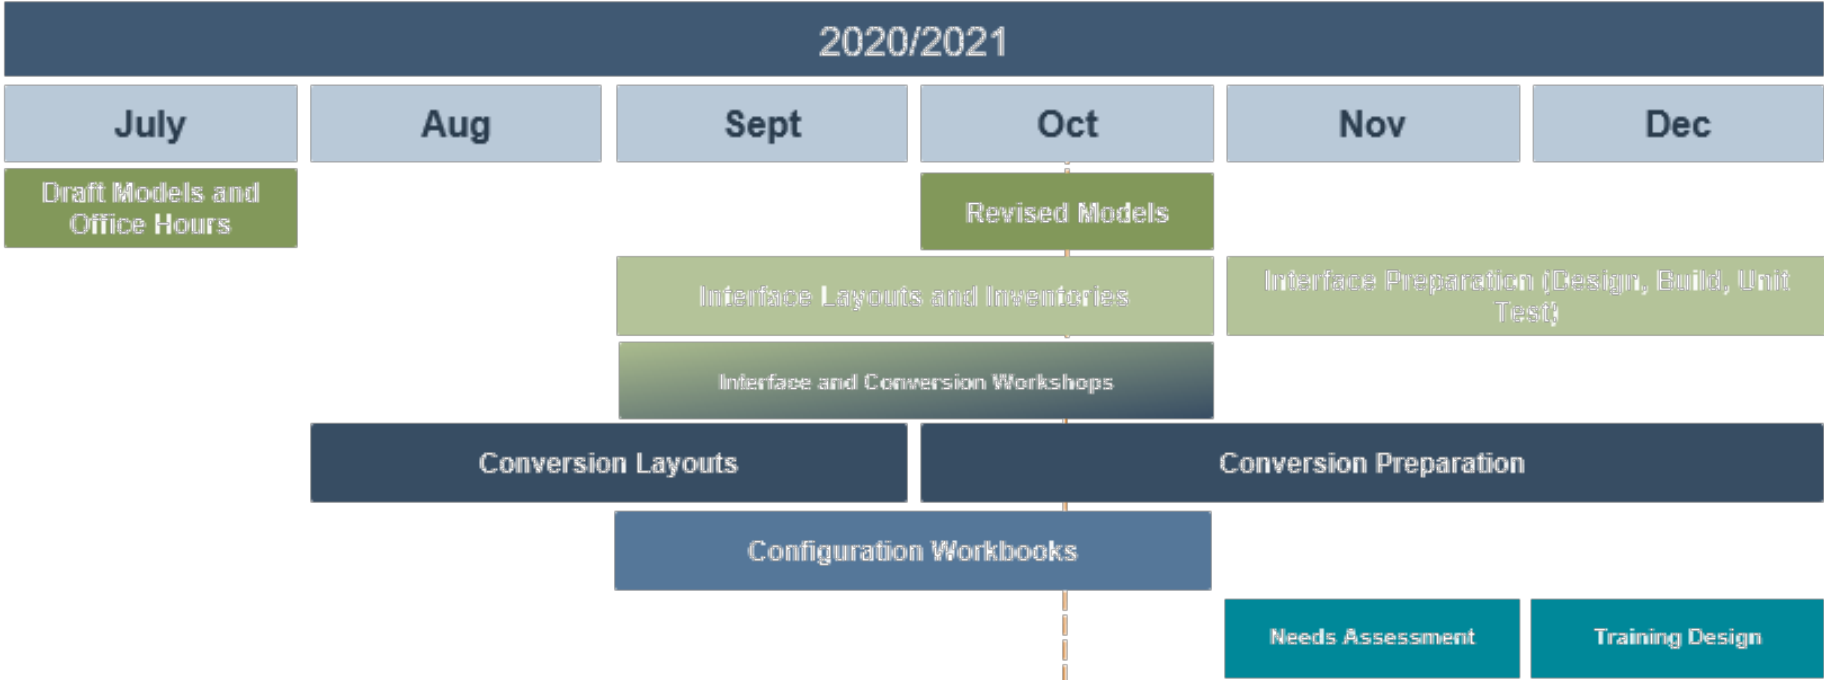 2020/2021
July
Aug
Sept
Oct
Nov
Dec
Draft Models and
Office Hours
Revised Models
Interface Layouts and Inventories
Interface Preparation (Design, Build, Unit
Test)
Interface and Conversion Workshops
Conversion Layouts
Conversion Preparation
Configuration Workbooks
Needs Assessment
Training Design